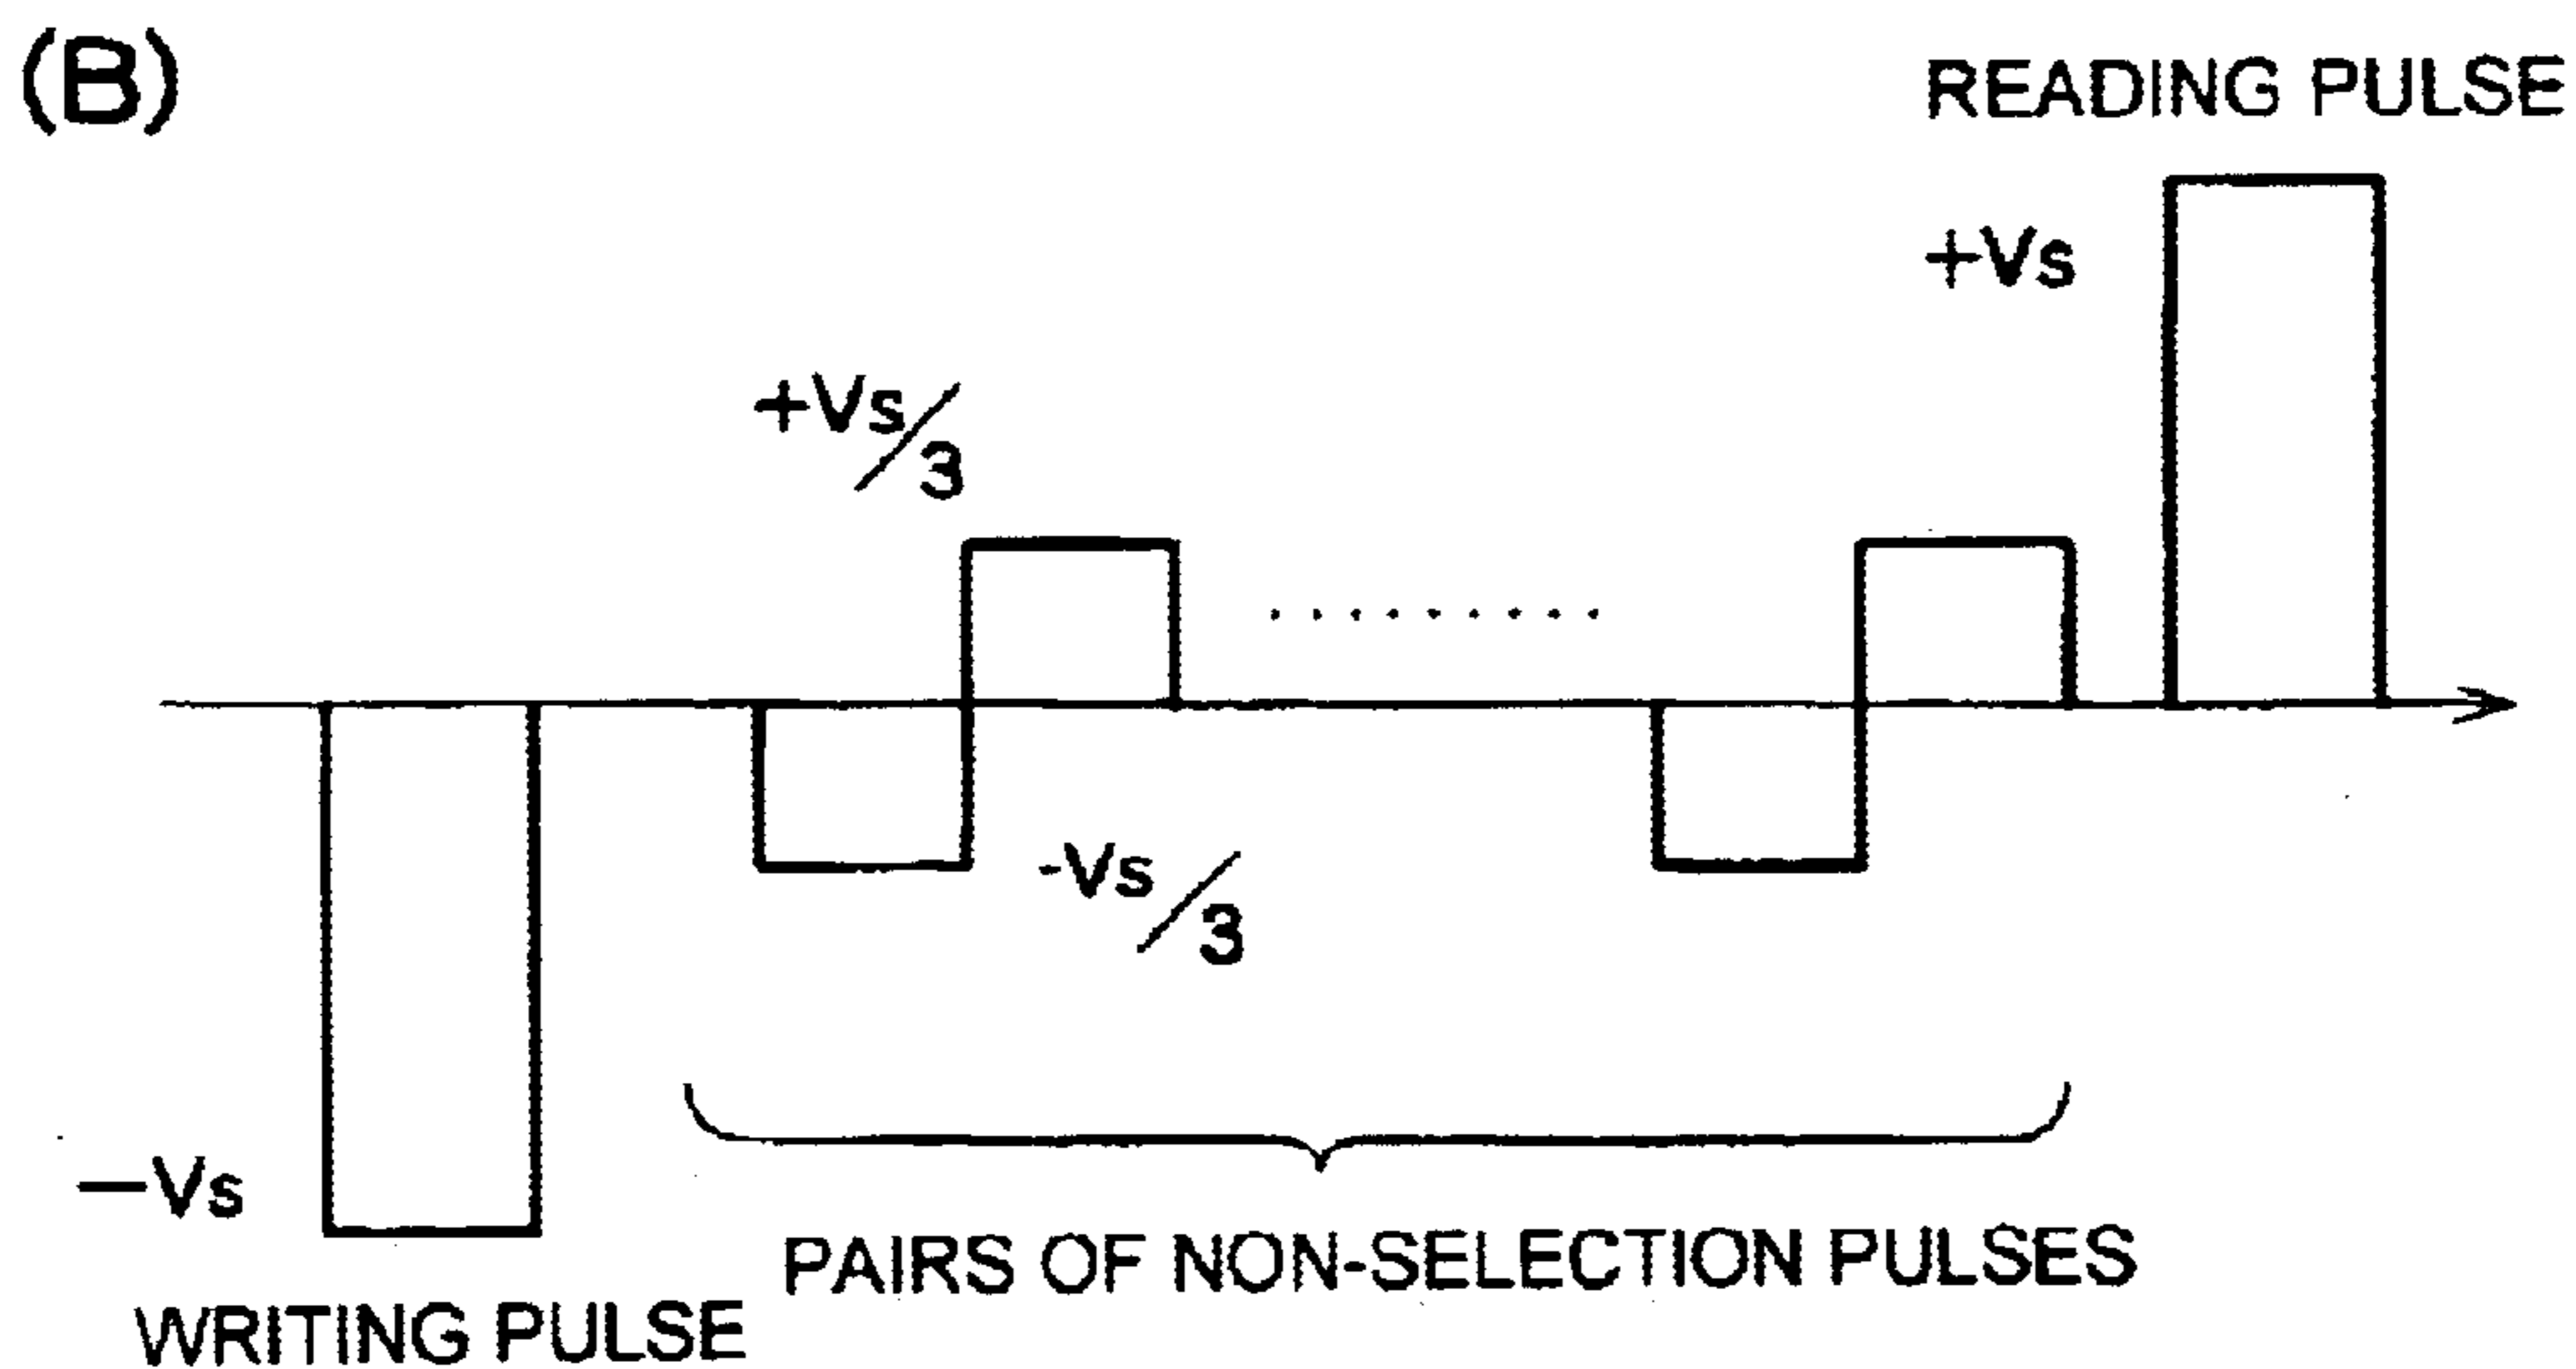 (B)
READING PULSE
+Vs
+Vs/3
-Vs/3
—Vs
PAIRS OF NON-SELECTION PULSES
WRITING PULSE